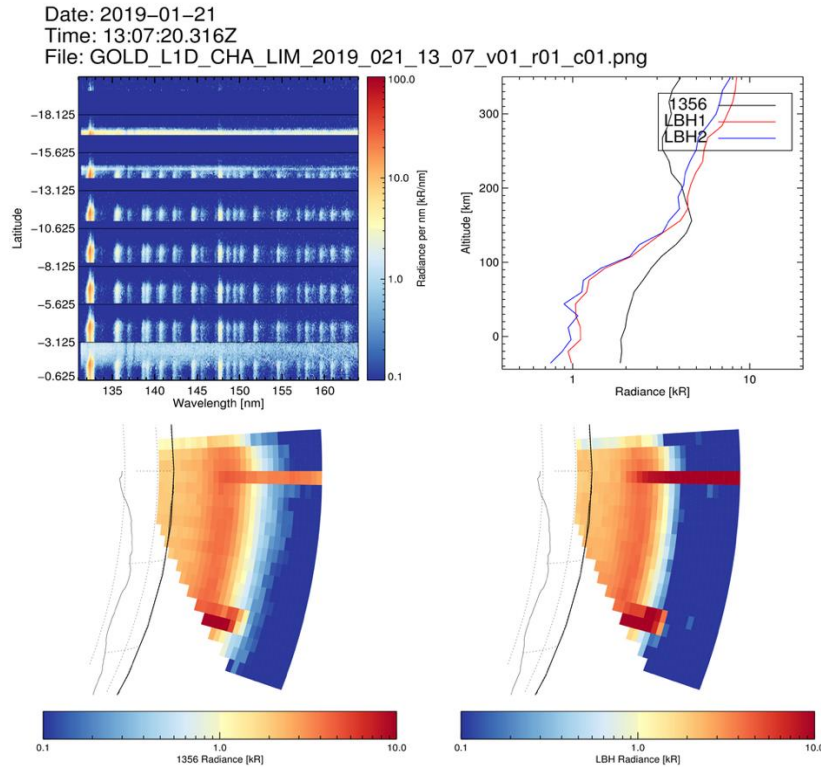 Date: 2019-01-21
Time: 13:07:20.316Z
File: GOLD_L1D_CHA_LIM_2019_021_13_07_v01_r01_c01.png
-18.125
-15.625
-13.125
-10.625
-8.125
-5.625
-3.125
-0.625
Latitude
135 140 145 150 155 160
Wavelength [nm]
100.0
10.0
1.0
0.1
Radiance per nm [kR/nm]
300
200
100
0
Altitude [km]
1356
LBH1
LBH2
1 10
Radiance [kR]
0.1 1.0 10.0
1356 Radiance [kR]
0.1 1.0 10.0
LBH Radiance [kR]